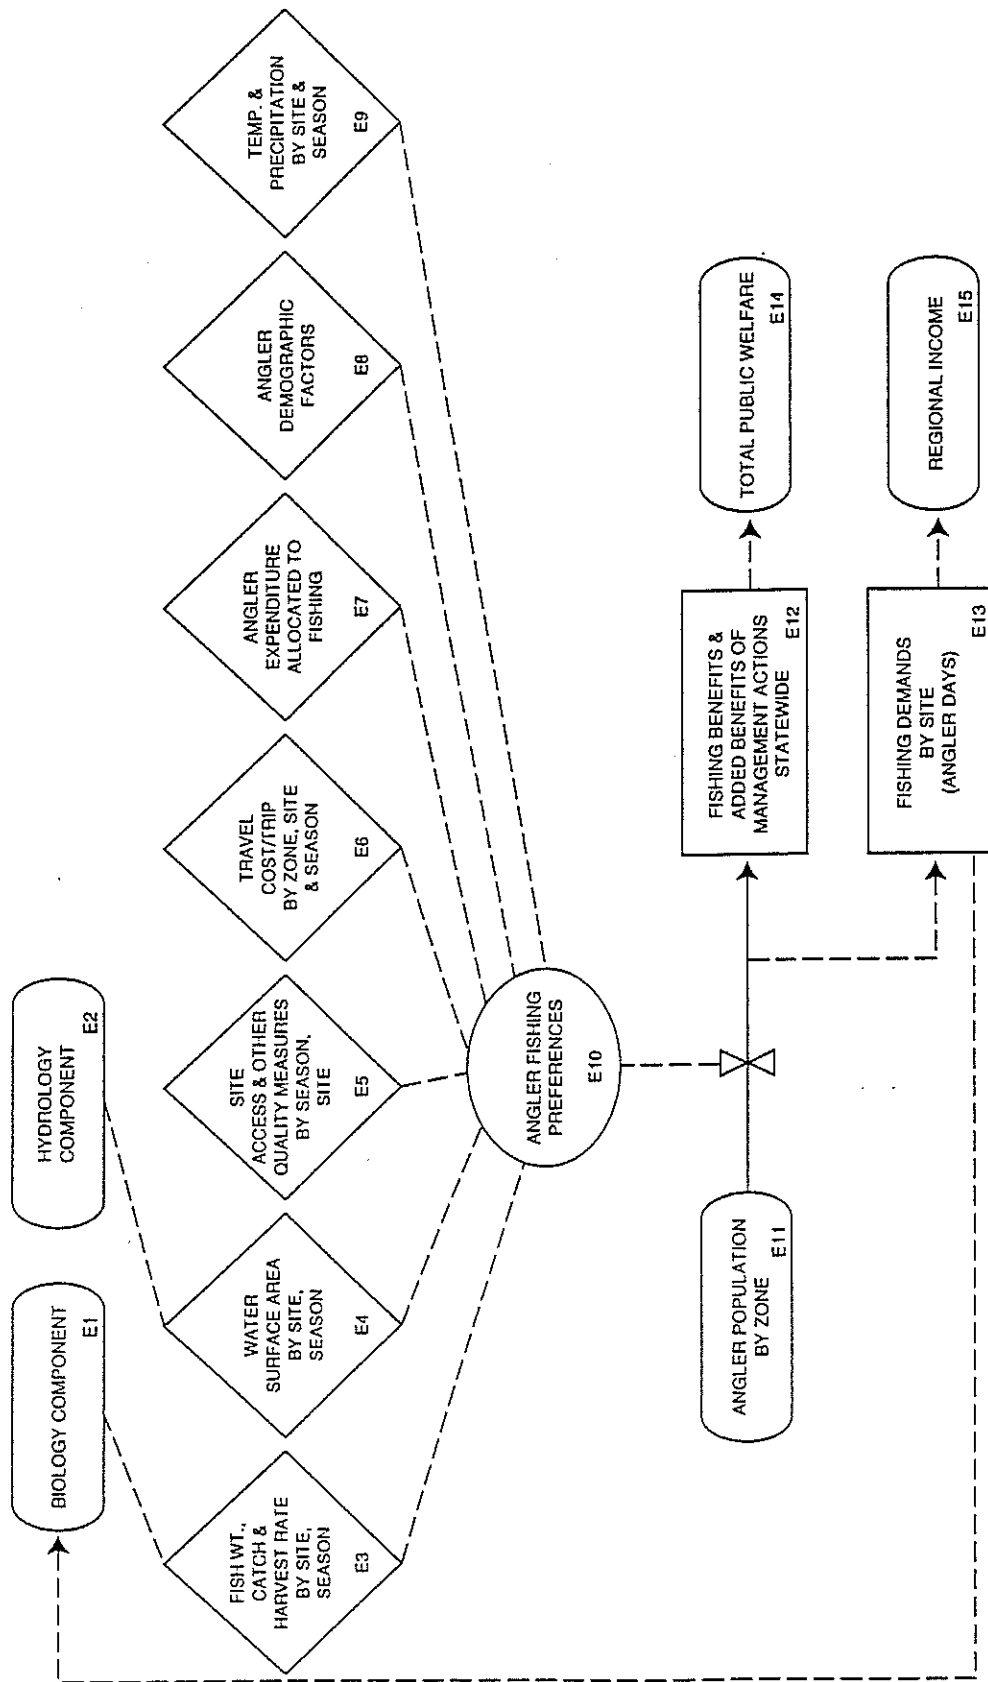 BIOLOGY COMPONENT
E1
HYDROLOGY
COMPONENT
E2
FISH WT.,
CATCH &
HARVEST RATE
BY SITE,
SEASON
E3
WATER
SURFACE AREA
BY SITE,
SEASON
E4
SITE
ACCESS & OTHER
QUALITY MEASURES
BY SEASON,
SITE
E5
TRAVEL
COST/TRIP
BY ZONE, SITE
& SEASON
E6
ANGLER
EXPENDITURE
ALLOCATED TO
FISHING
E7
ANGLER
DEMOGRAPHIC
FACTORS
E8
TEMP. &
PRECIPITATION
BY SITE &
SEASON
E9
ANGLER FISHING
PREFERENCES
E10
ANGLER POPULATION
BY ZONE
E11
FISHING BENEFITS &
ADDED BENEFITS OF
MANAGEMENT ACTIONS
STATEWIDE
E12
TOTAL PUBLIC WELFARE
E14
FISHING DEMANDS
BY SITE
(ANGLER DAYS)
E13
REGIONAL INCOME
E15